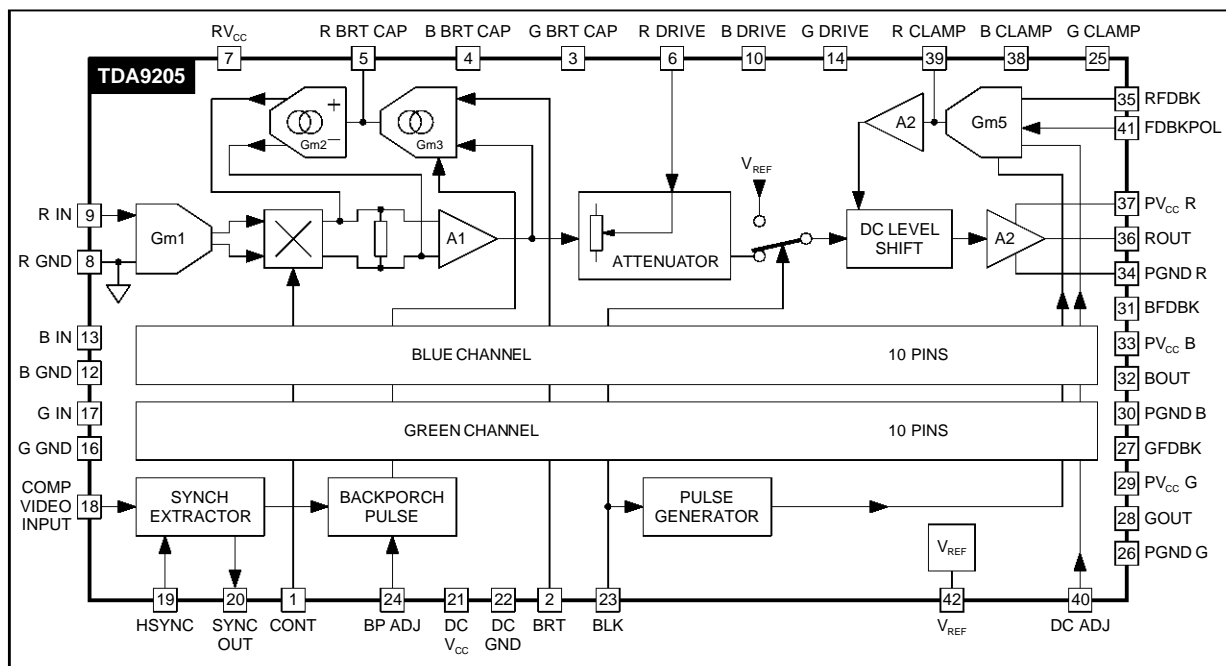 RVCC
R BRT CAP
B BRT CAP
G BRT CAP
R DRIVE
B DRIVE
G DRIVE
R CLAMP
B CLAMP
G CLAMP
7
5
4
3
6
10
14
39
38
25
TDA9205
+
Gm2
−
Gm3
A2
Gm5
35
RFDBK
41
FDBKPOL
VREF
R IN
9
Gm1
A1
ATTENUATOR
DC LEVEL
SHIFT
A2
37
PVCC R
36
ROUT
34
PGND R
R GND
8
31
BFDBK
B IN
13
BLUE CHANNEL
10 PINS
33
PVCC B
B GND
12
32
BOUT
G IN
17
GREEN CHANNEL
10 PINS
30
PGND B
G GND
16
27
GFDBK
COMP
VIDEO
INPUT
18
SYNCH
EXTRACTOR
BACKPORCH
PULSE
PULSE
GENERATOR
29
PVCC G
28
GOUT
VREF
26
PGND G
19
20
1
24
21
22
2
23
42
40
HSYNC
SYNC
OUT
CONT
BP ADJ
DC
VCC
DC
GND
BRT
BLK
VREF
DC ADJ